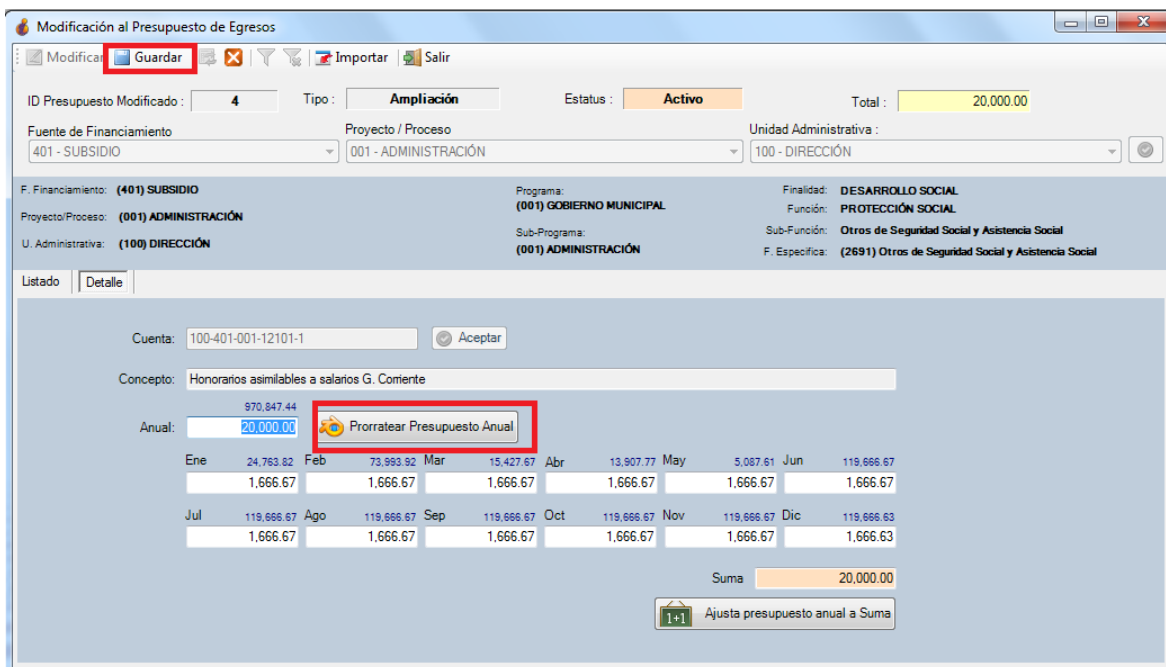 Modificación al Presupuesto de Egresos
Modificar Guardar Importar Salir
ID Presupuesto Modificado : 4 Tipo : Ampliación Estatus : Activo Total : 20,000.00
Fuente de Financiamiento Proyecto / Proceso Unidad Administrativa :
401 - SUBSIDIO 001 - ADMINISTRACIÓN 100 - DIRECCIÓN
F. Financiamiento: (401) SUBSIDIO Programa: Finalidad: DESARROLLO SOCIAL
(001) GOBIERNO MUNICIPAL Función: PROTECCIÓN SOCIAL
Proyecto/Proceso: (001) ADMINISTRACIÓN
Sub-Programa: Sub-Función: Otros de Seguridad Social y Asistencia Social
U. Administrativa: (100) DIRECCIÓN (001) ADMINISTRACIÓN F. Especifica: (2691) Otros de Seguridad Social y Asistencia Social
Listado Detalle
Cuenta: 100-401-001-12101-1 Aceptar
Concepto: Honorarios asimilables a salarios G. Corriente
970,847.44
Anual: 20,000.00 Prorratear Presupuesto Anual
Ene 24,763.82 Feb 73,993.92 Mar 15,427.67 Abr 13,907.77 May 5,087.61 Jun 119,666.67
1,666.67 1,666.67 1,666.67 1,666.67 1,666.67 1,666.67
Jul 119,666.67 Ago 119,666.67 Sep 119,666.67 Oct 119,666.67 Nov 119,666.67 Dic 119,666.63
1,666.67 1,666.67 1,666.67 1,666.67 1,666.67 1,666.63
Suma 20,000.00
1+1 Ajusta presupuesto anual a Suma